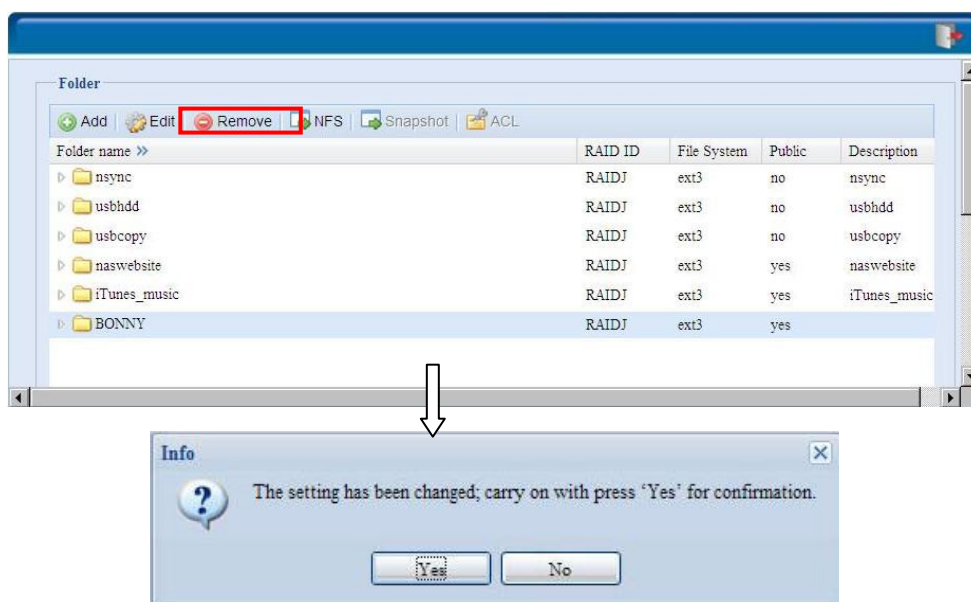 Folder
Add Edit Remove NFS Snapshot ACL
Folder name >> RAID ID File System Public Description
nsync RAIDJ ext3 no nsync
usbhdd RAIDJ ext3 no usbhdd
usbcopy RAIDJ ext3 no usbcopy
naswebsite RAIDJ ext3 yes naswebsite
iTunes_music RAIDJ ext3 yes iTunes_music
BONNY RAIDJ ext3 yes
Info
The setting has been changed; carry on with press ‘Yes’ for confirmation.
Yes No